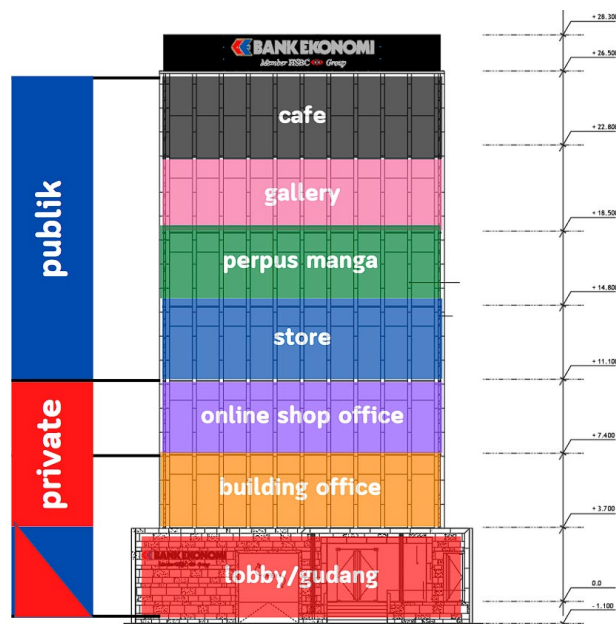 BANK EKONOMI
Member HSBC Group
cafe
gallery
perpus manga
store
online shop office
building office
BANK EKONOMI
lobby/gudang
publik
private
+ 28.300
+ 26.500
+ 22.800
+ 18.500
+ 14.800
+ 11.100
+ 7.400
+ 3.700
0.0
- 1.100